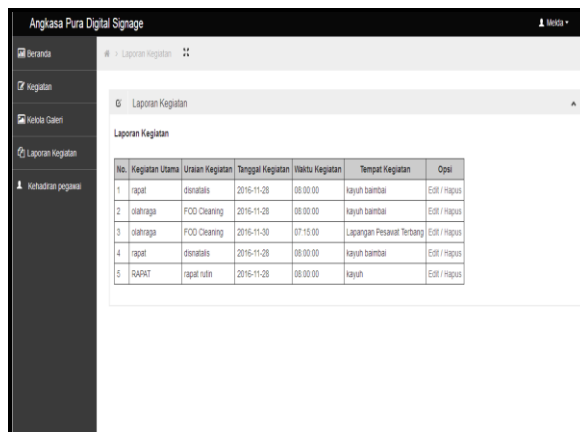 Angkasa Pura Digital Signage
Melda
Beranda
Laporan Kegiatan
Kegiatan
Kelola Galeri
Laporan Kegiatan
Kehadiran pegawai
Laporan Kegiatan
Laporan Kegiatan
No. Kegiatan Utama Uraian Kegiatan Tanggal Kegiatan Waktu Kegiatan Tempat Kegiatan Opsi
1 rapat disnatalis 2016-11-28 08:00:00 kayuh baimbai Edit / Hapus
2 olahraga FOD Cleaning 2016-11-28 08:00:00 kayuh baimbai Edit / Hapus
3 olahraga FOD Cleaning 2016-11-30 07:15:00 Lapangan Pesawat Terbang Edit / Hapus
4 rapat disnatalis 2016-11-28 08:00:00 kayuh baimbai Edit / Hapus
5 RAPAT rapat rutin 2016-11-28 08:00:00 kayuh Edit / Hapus